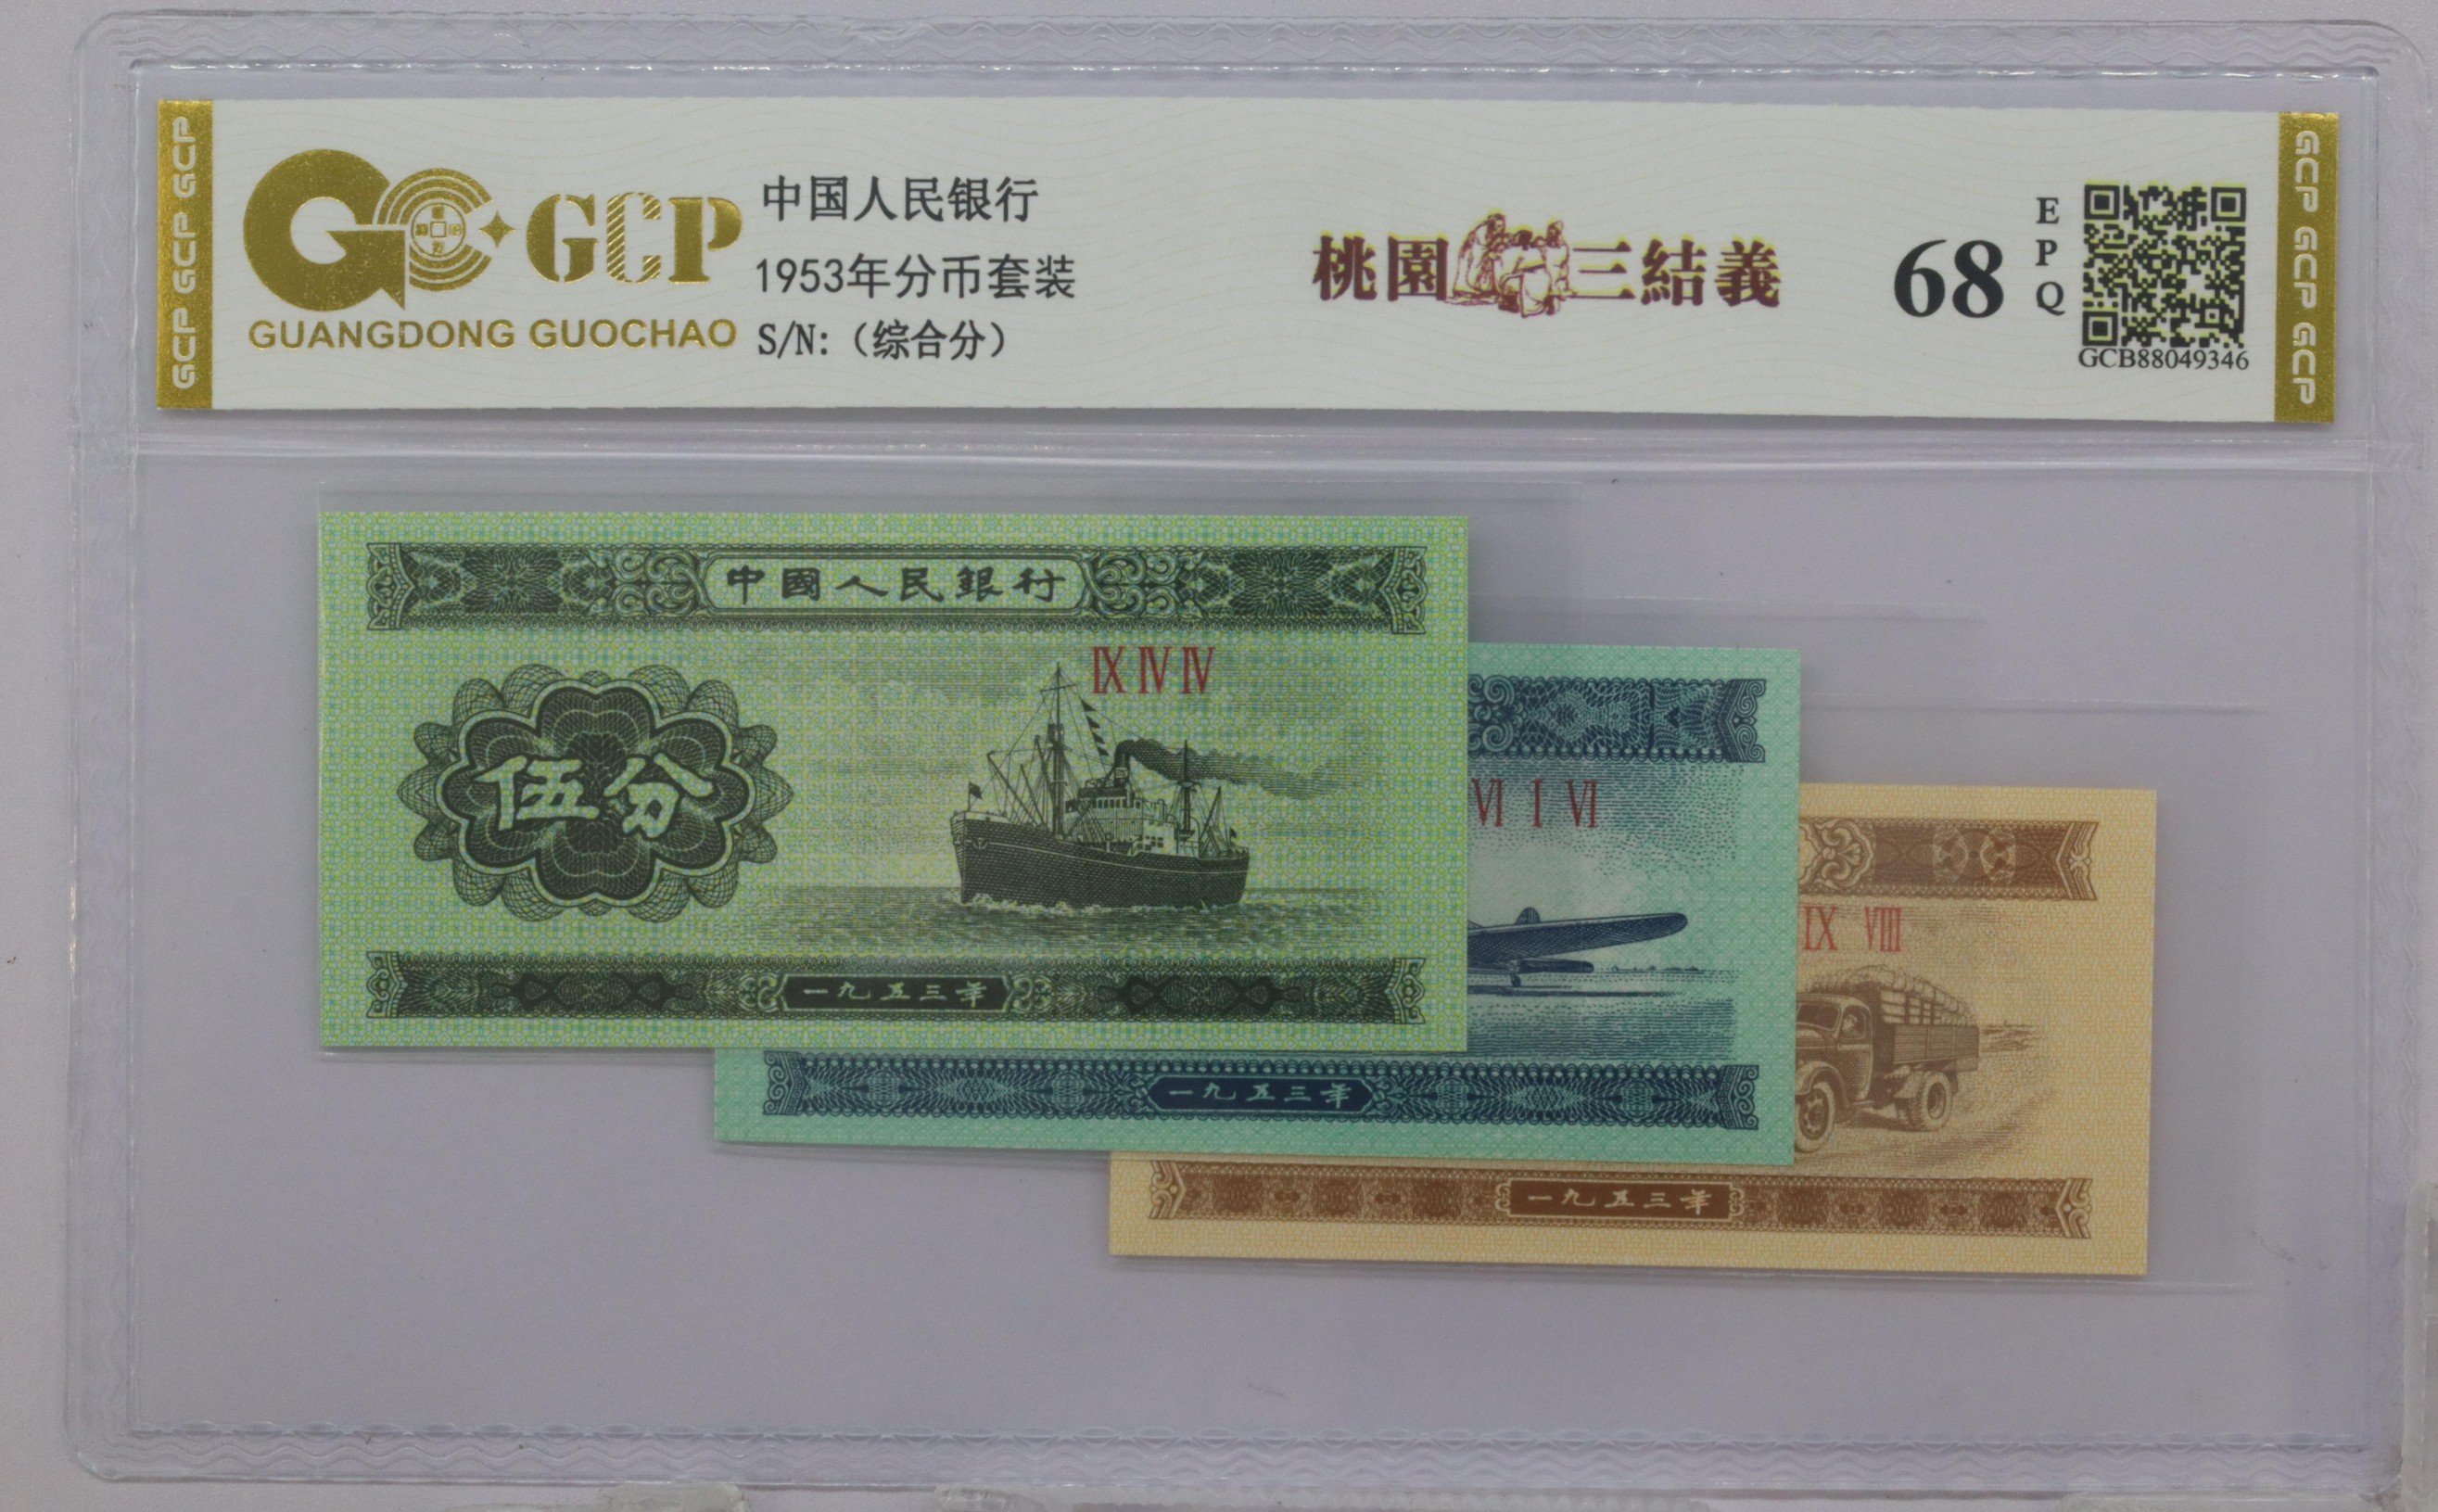 GCP GCP GCP
GCP
GUANGDONG GUOCHAO
中国人民银行
1953年分币套装
S/N:（综合分）
桃園三結義
68
EPQ
GCB88049346
GCP GCP GCP
中國人民銀行
IX IV IV
伍分
一九五三年
VI I VI
一九五三年
IX VIII
一九五三年